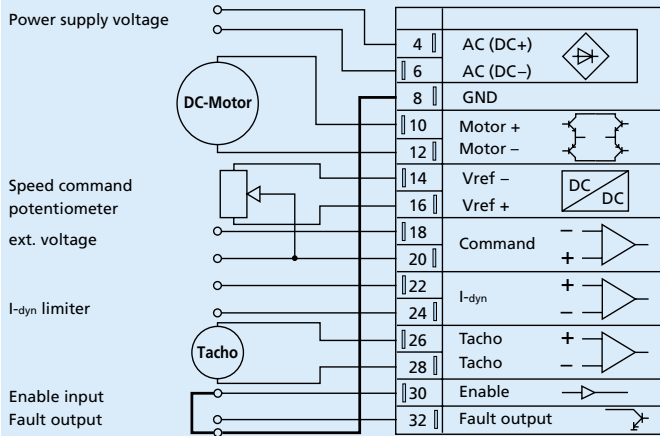 Power supply voltage
4 AC (DC+)
6 AC (DC–)
8 GND
DC-Motor
10 Motor +
12 Motor –
Speed command
potentiometer
14 Vref –
16 Vref +
DC
DC
ext. voltage
18
Command
–
+
20
I-dyn limiter
22
I-dyn
+
–
24
Tacho
26 Tacho +
28 Tacho –
Enable input
30 Enable
Fault output
32 Fault output